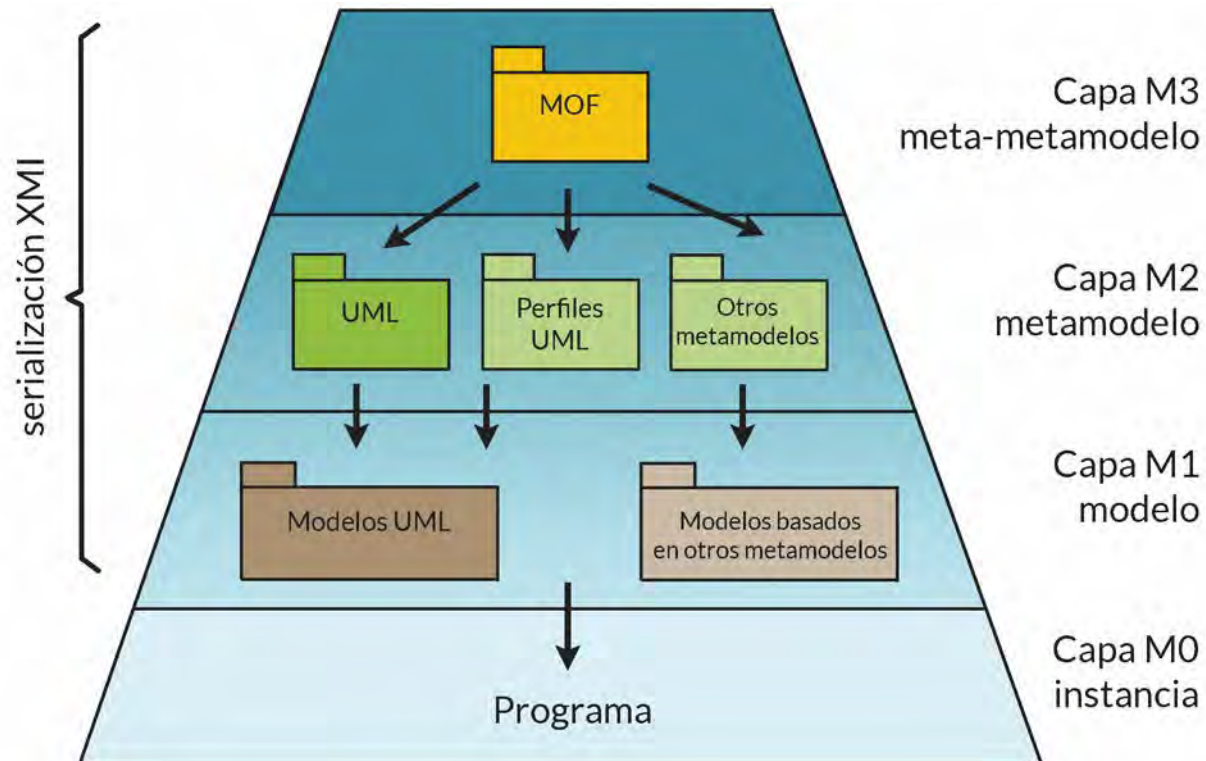 serialización XMI
MOF
Capa M3
meta-metamodelo
UML
Perfiles
UML
Otros
metamodelos
Capa M2
metamodelo
Modelos UML
Modelos basados
en otros metamodelos
Capa M1
modelo
Programa
Capa M0
instancia